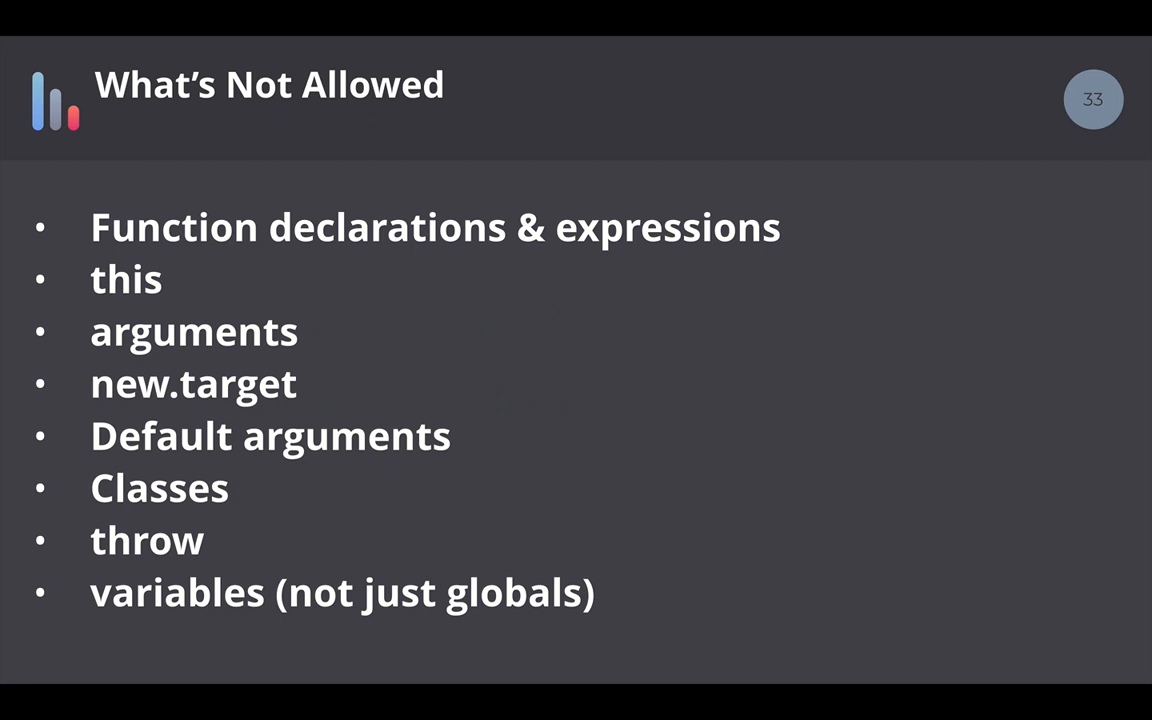 What's Not Allowed
33
• Function declarations & expressions
• this
• arguments
• new.target
• Default arguments
• Classes
• throw
• variables (not just globals)